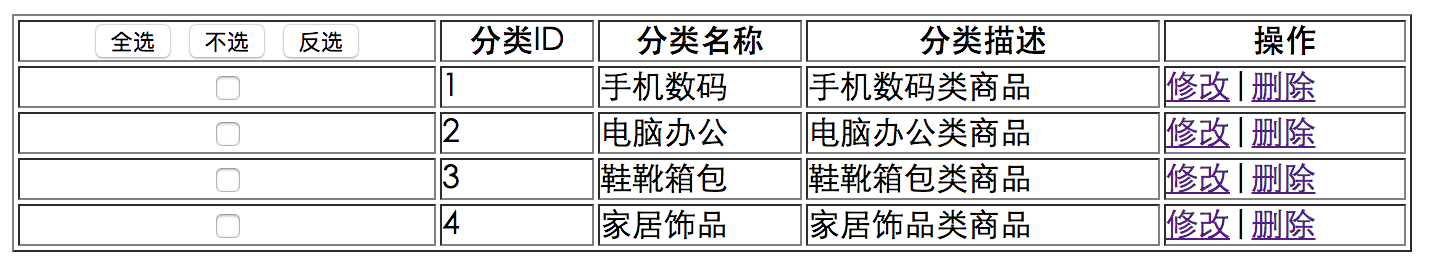 全选 不选 反选 分类ID 分类名称 分类描述 操作
1 手机数码 手机数码类商品 修改|删除
2 电脑办公 电脑办公类商品 修改|删除
3 鞋靴箱包 鞋靴箱包类商品 修改|删除
4 家居饰品 家居饰品类商品 修改|删除